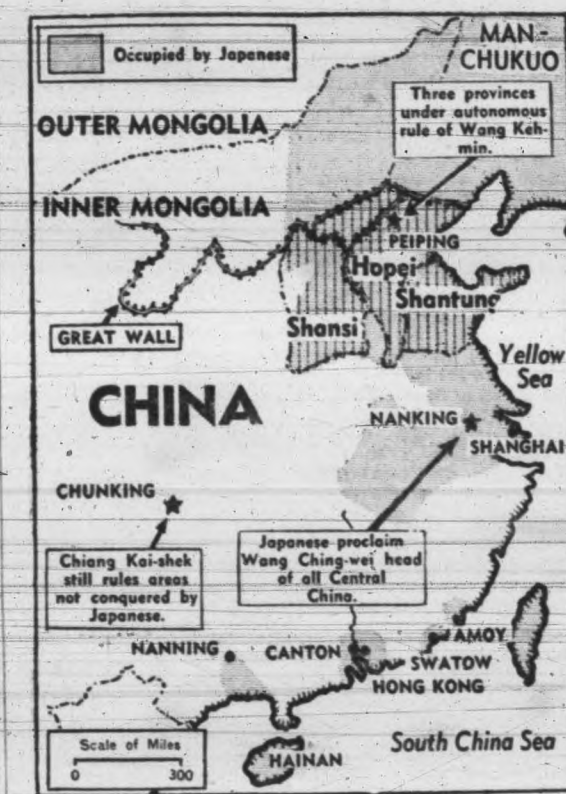 Occupied by Japanese
MAN-
CHUKUO
Three provinces
under autonomous
rule of Wang Keh-
min.
OUTER MONGOLIA
INNER MONGOLIA
PEIPING
Hopei
Shantung
Shansi
GREAT WALL
Yellow
Sea
CHINA
NANKING
SHANGHAI
CHUNKING
Chiang Kai-shek
still rules areas
not conquered by
Japanese.
Japanese proclaim
Wang Ching-wei head
of all Central
China.
NANNING
CANTON
AMOY
SWATOW
HONG KONG
Scale of Miles
0 300
HAINAN
South China Sea